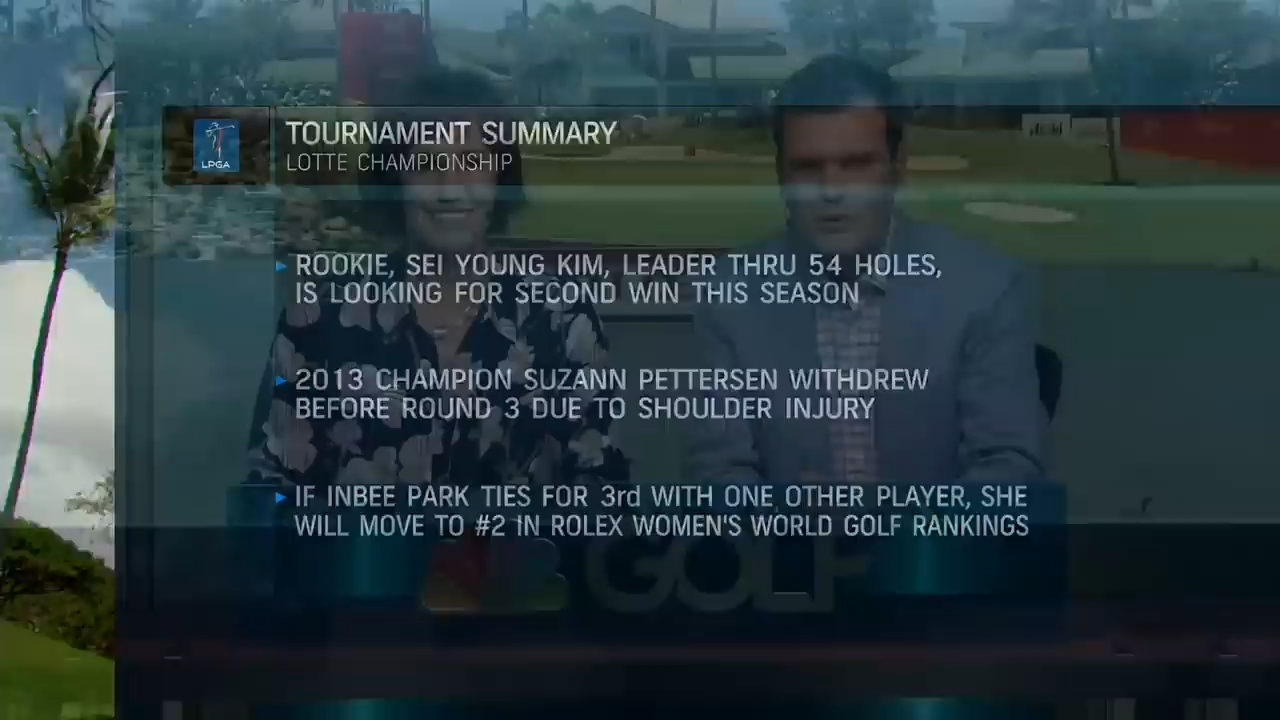 LPGA
TOURNAMENT SUMMARY
LOTTE CHAMPIONSHIP
ROOKIE, SEI YOUNG KIM, LEADER THRU 54 HOLES,
IS LOOKING FOR SECOND WIN THIS SEASON
2013 CHAMPION SUZANN PETTERSEN WITHDREW
BEFORE ROUND 3 DUE TO SHOULDER INJURY
IF INBEE PARK TIES FOR 3rd WITH ONE OTHER PLAYER, SHE
WILL MOVE TO #2 IN ROLEX WOMEN'S WORLD GOLF RANKINGS
GOLF